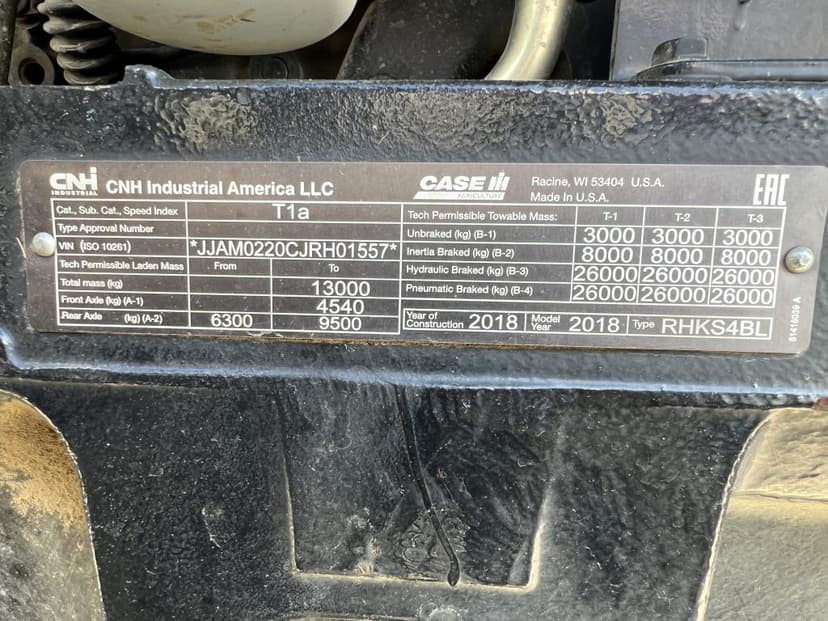 CNH INDUSTRIAL CNH Industrial America LLC
CASE IH AGRICULTURE
Racine, WI 53404 U.S.A.
Made In U.S.A.
EAC
Cat., Sub. Cat., Speed Index T1a
Type Approval Number
VIN (ISO 10261) *JJAM0220CJRH01557*
Tech Permissible Laden Mass From To
Total mass (kg) 13000
Front Axle (kg) (A-1) 4540
Rear Axle (kg) (A-2) 6300 9500
Tech Permissible Towable Mass: T-1 T-2 T-3
Unbraked (kg) (B-1) 3000 3000 3000
Inertia Braked (kg) (B-2) 8000 8000 8000
Hydraulic Braked (kg) (B-3) 26000 26000 26000
Pneumatic Braked (kg) (B-4) 26000 26000 26000
Year of Construction 2018 Model Year 2018 Type RHKS4BL